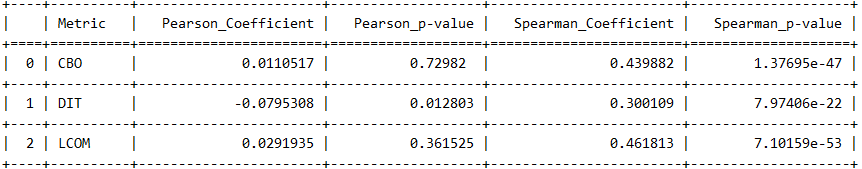 +----+----------+-----------------------+-------------------+------------------------+--------------------+
|    | Metric   |   Pearson_Coefficient |   Pearson_p-value |   Spearman_Coefficient |   Spearman_p-value |
+====+==========+=======================+===================+========================+====================+
|  0 | CBO      |             0.0110517 |          0.72982  |               0.439882 |        1.37695e-47 |
+----+----------+-----------------------+-------------------+------------------------+--------------------+
|  1 | DIT      |            -0.0795308 |          0.012803 |               0.300109 |        7.97406e-22 |
+----+----------+-----------------------+-------------------+------------------------+--------------------+
|  2 | LCOM     |             0.0291935 |          0.361525 |               0.461813 |        7.10159e-53 |
+----+----------+-----------------------+-------------------+------------------------+--------------------+